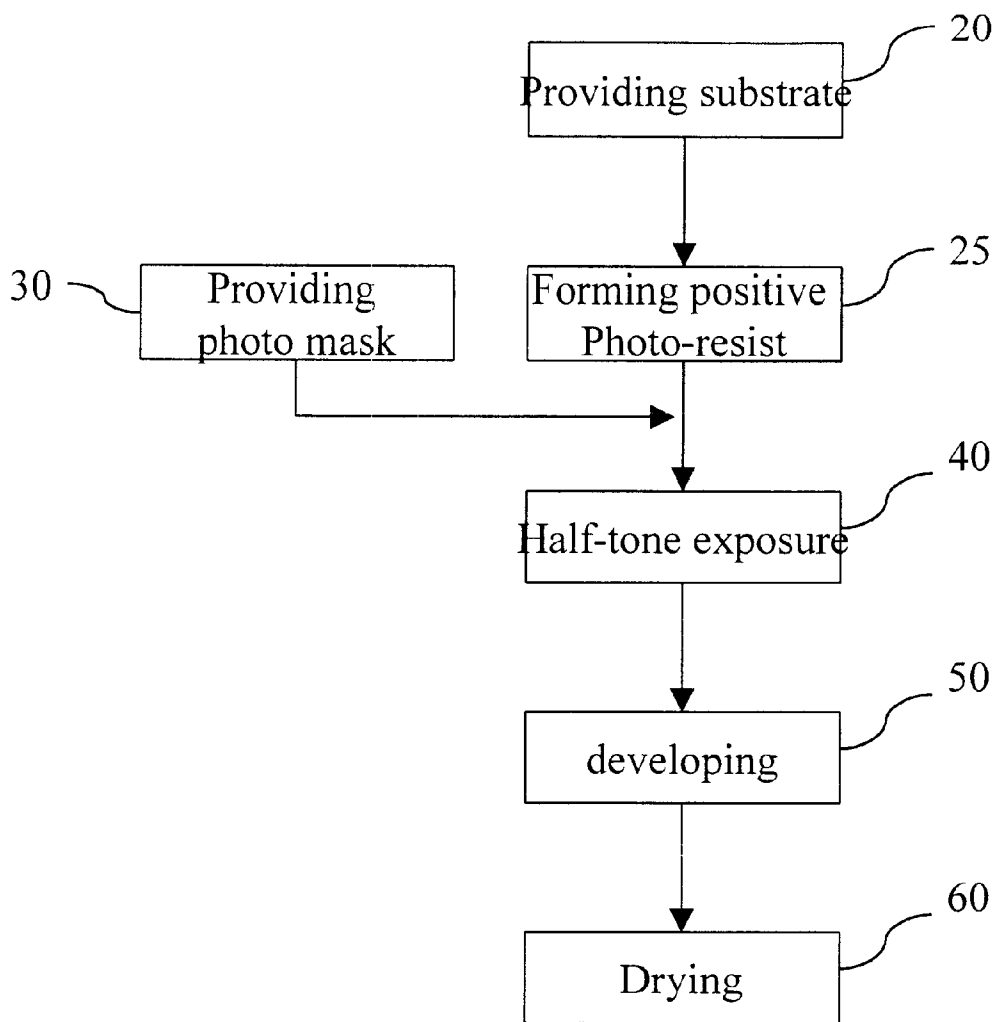 20
Providing substrate
25
30
Providing
photo mask
Forming positive
Photo-resist
40
Half-tone exposure
50
developing
60
Drying